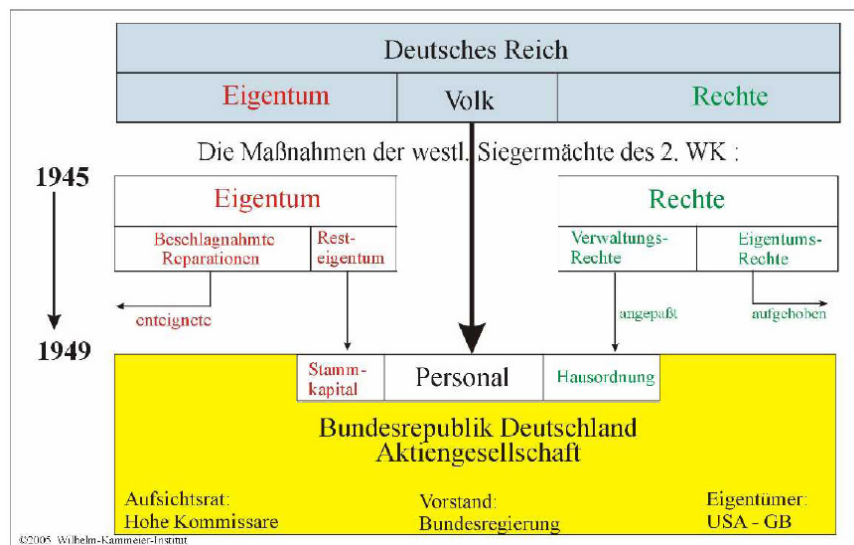 Deutsches Reich
Eigentum
Volk
Rechte
Die Maßnahmen der westl. Siegermächte des 2. WK :
1945
Eigentum
Rechte
Beschlagnahmte
Reparationen
Rest-
eigentum
Verwaltungs-
Rechte
Eigentums-
Rechte
enteignete
angepaßt
aufgehoben
1949
Stamm-
kapital
Personal
Hausordnung
Bundesrepublik Deutschland
Aktiengesellschaft
Aufsichtsrat:
Hohe Kommissare
Vorstand:
Bundesregierung
Eigentümer:
USA - GB
©2005 Wilhelm-Kammeier-Institut